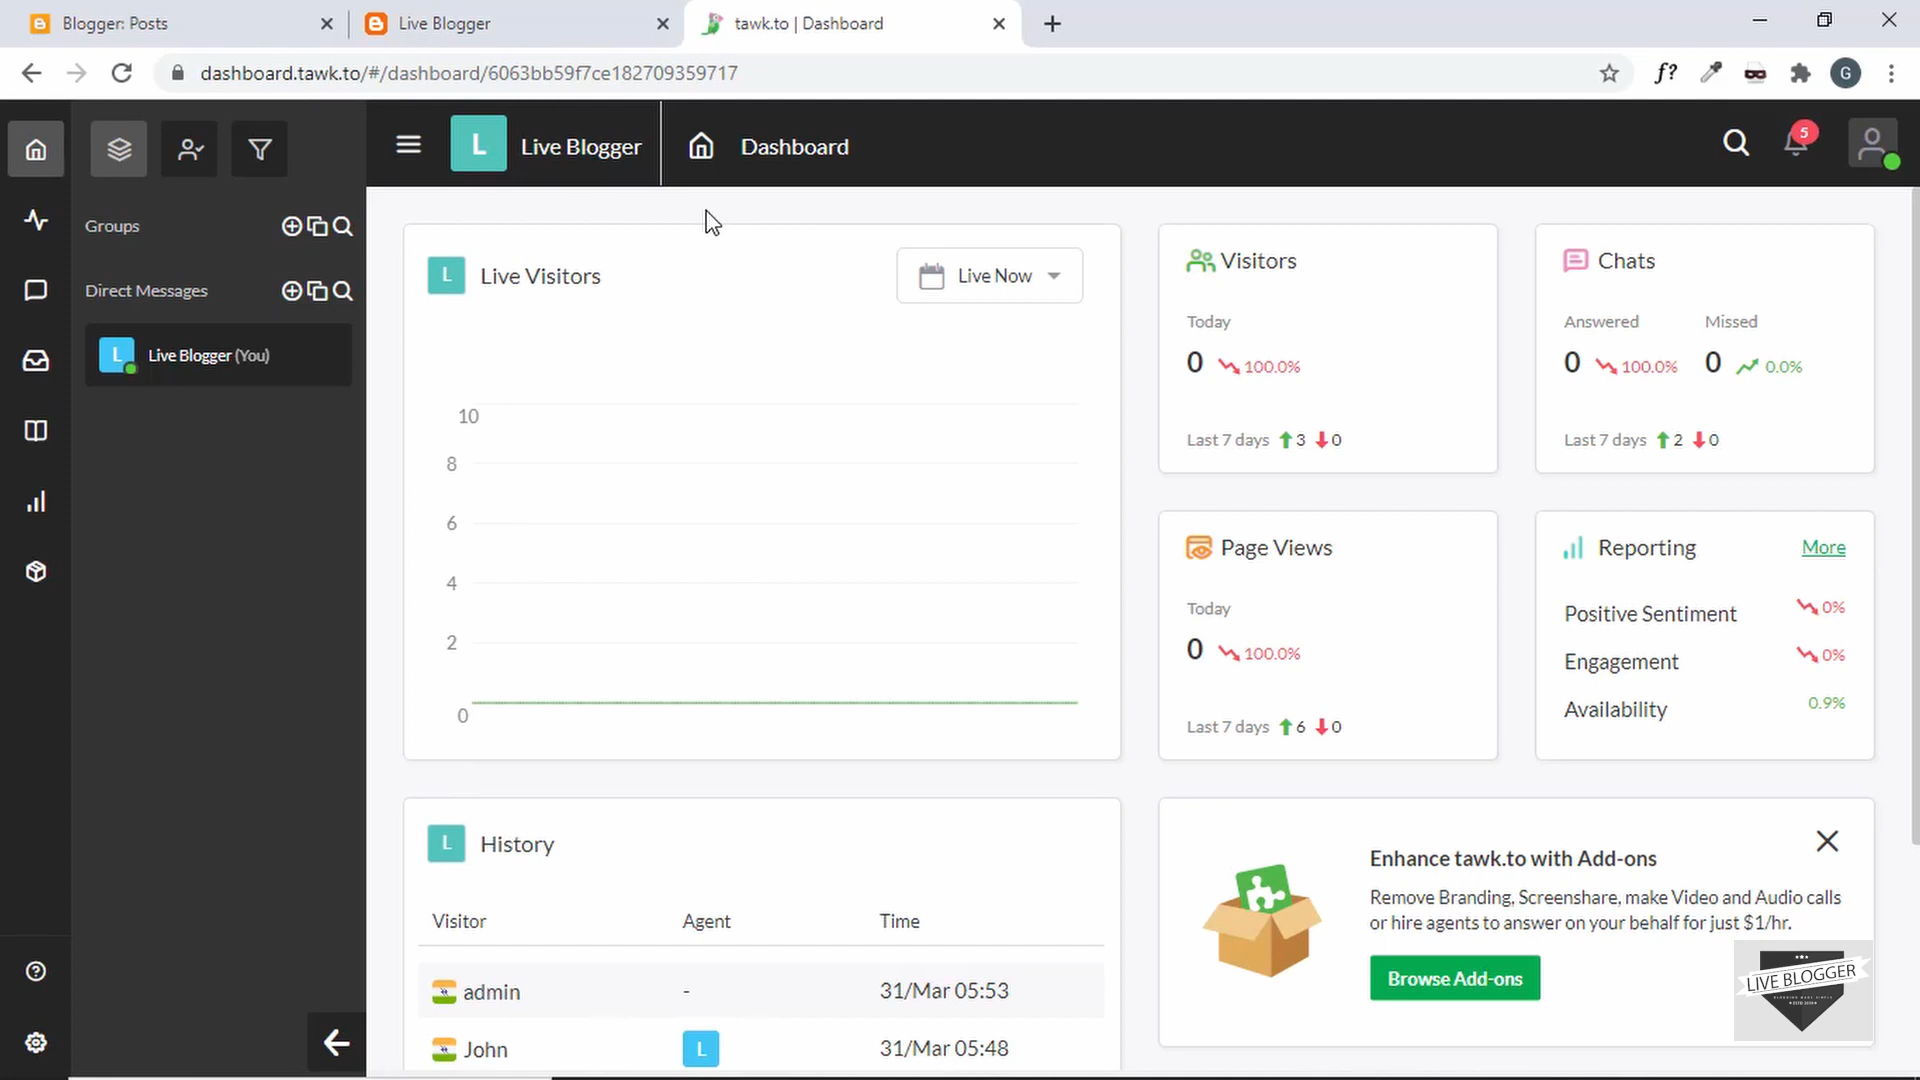 Blogger: Posts
Live Blogger
tawk.to | Dashboard
dashboard.tawk.to/#/dashboard/6063bb59f7ce182709359717
f?
G
L
Live Blogger
Dashboard
5
Groups
Direct Messages
L
Live Blogger (You)
L
Live Visitors
Live Now
10
8
6
4
2
0
Visitors
Today
0 100.0%
Last 7 days 3 0
Chats
Answered Missed
0 100.0% 0 0.0%
Last 7 days 2 0
Page Views
Today
0 100.0%
Last 7 days 6 0
Reporting More
Positive Sentiment 0%
Engagement 0%
Availability 0.9%
L
History
Visitor Agent Time
admin - 31/Mar 05:53
John L 31/Mar 05:48
Enhance tawk.to with Add-ons
Remove Branding, Screenshare, make Video and Audio calls
or hire agents to answer on your behalf for just $1/hr.
Browse Add-ons
LIVE BLOGGER